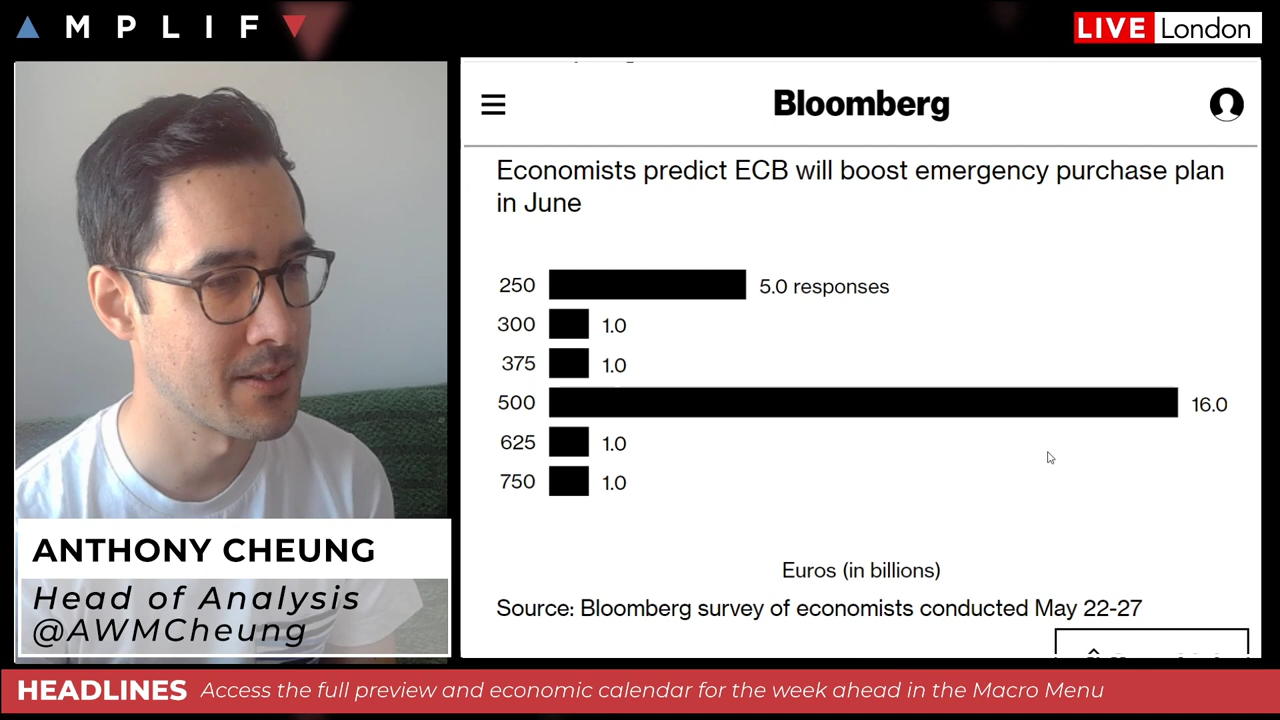 AMPLIFY
LIVE London
Bloomberg
Economists predict ECB will boost emergency purchase plan
in June
250 5.0 responses
300 1.0
375 1.0
500 16.0
625 1.0
750 1.0
Euros (in billions)
Source: Bloomberg survey of economists conducted May 22-27
ANTHONY CHEUNG
Head of Analysis
@AWMCheung
HEADLINES Access the full preview and economic calendar for the week ahead in the Macro Menu